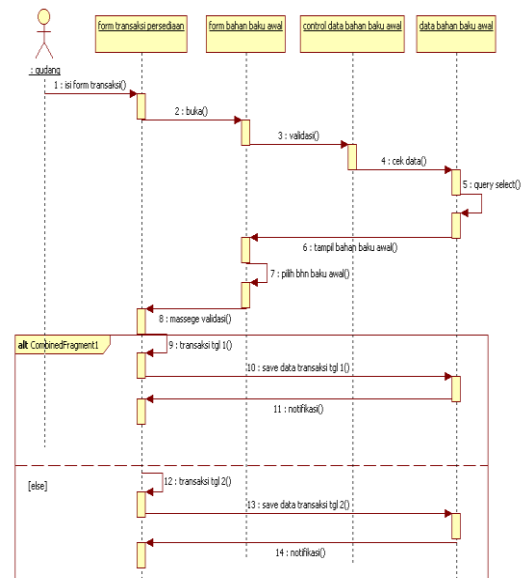 form transaksi persediaan
form bahan baku awal
control data bahan baku awal
data bahan baku awal
: gudang
1 : isi form transaksi()
2 : buka()
3 : validasi()
4 : cek data()
5 : query select()
6 : tampil bahan baku awal()
7 : pilih bhn baku awal()
8 : massege validasi()
alt CombinedFragment1
9 : transaksi tgl 1()
10 : save data transaksi tgl 1()
11 : notifikasi()
[else]
12 : transaksi tgl 2()
13 : save data transaksi tgl 2()
14 : notifikasi()